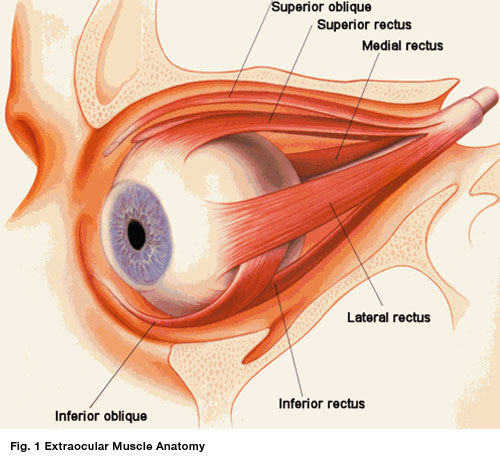 Superior oblique
Superior rectus
Medial rectus
Lateral rectus
Inferior rectus
Inferior oblique
Fig. 1 Extraocular Muscle Anatomy